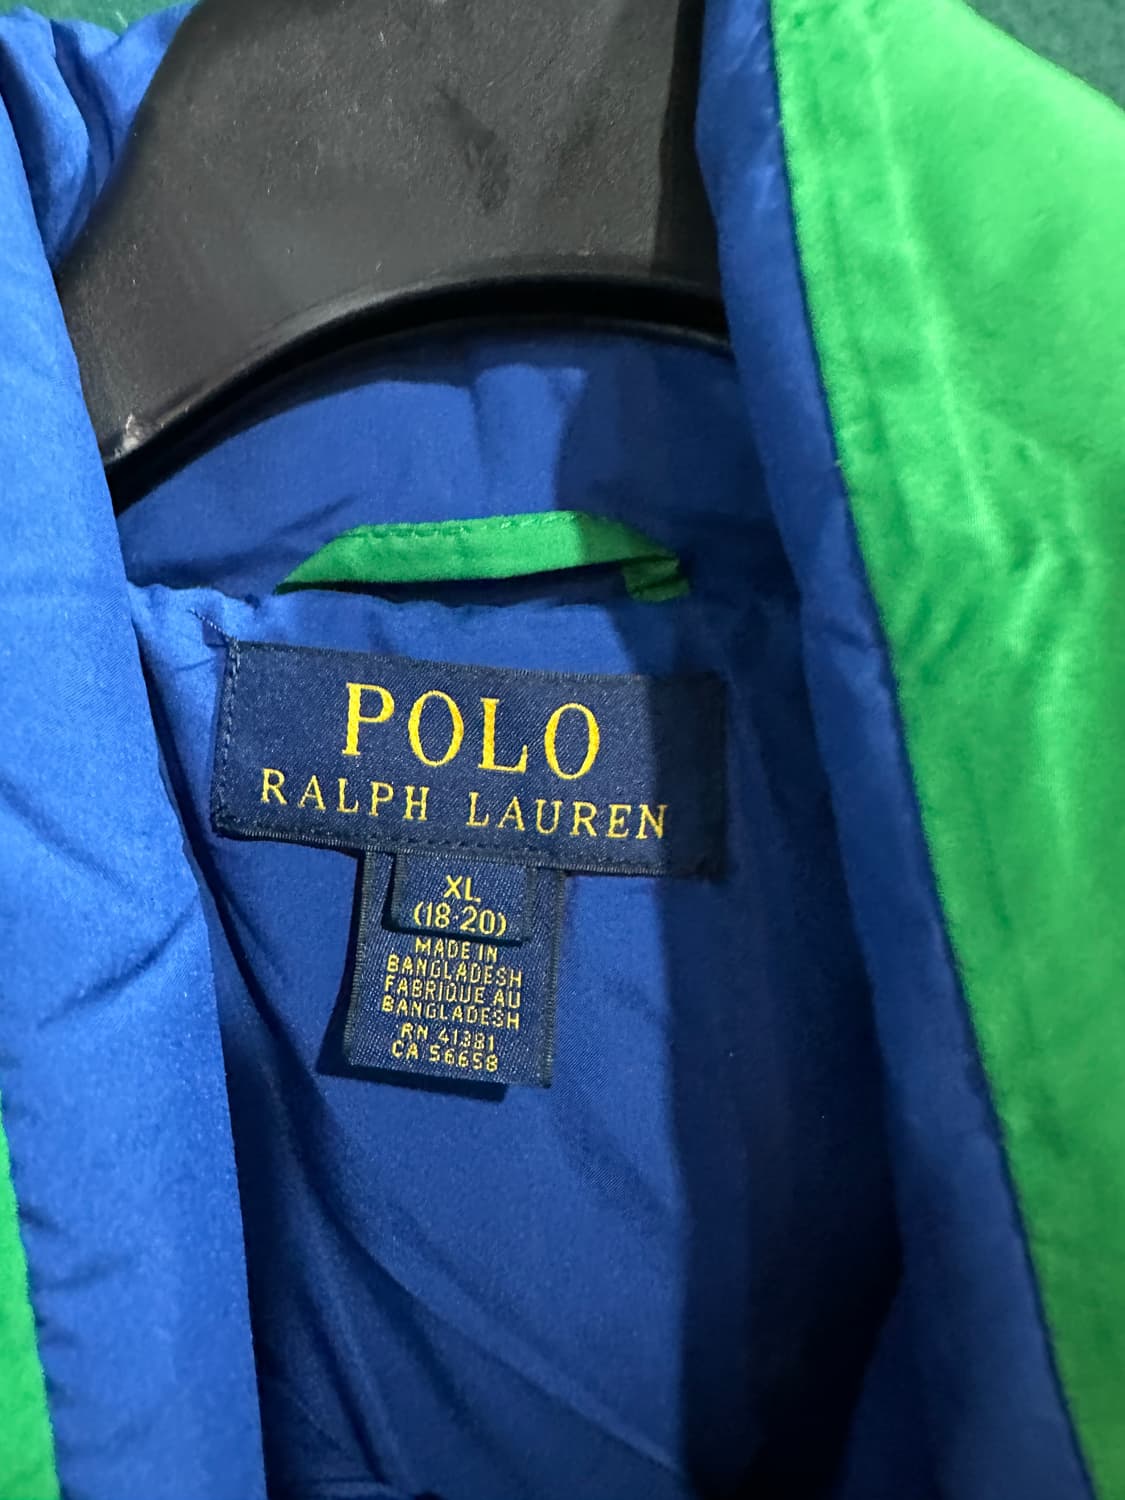 POLO
RALPH LAUREN
XL
(18-20)
MADE IN
BANGLADESH
FABRIQUE AU
BANGLADESH
RN 41381
CA 56658